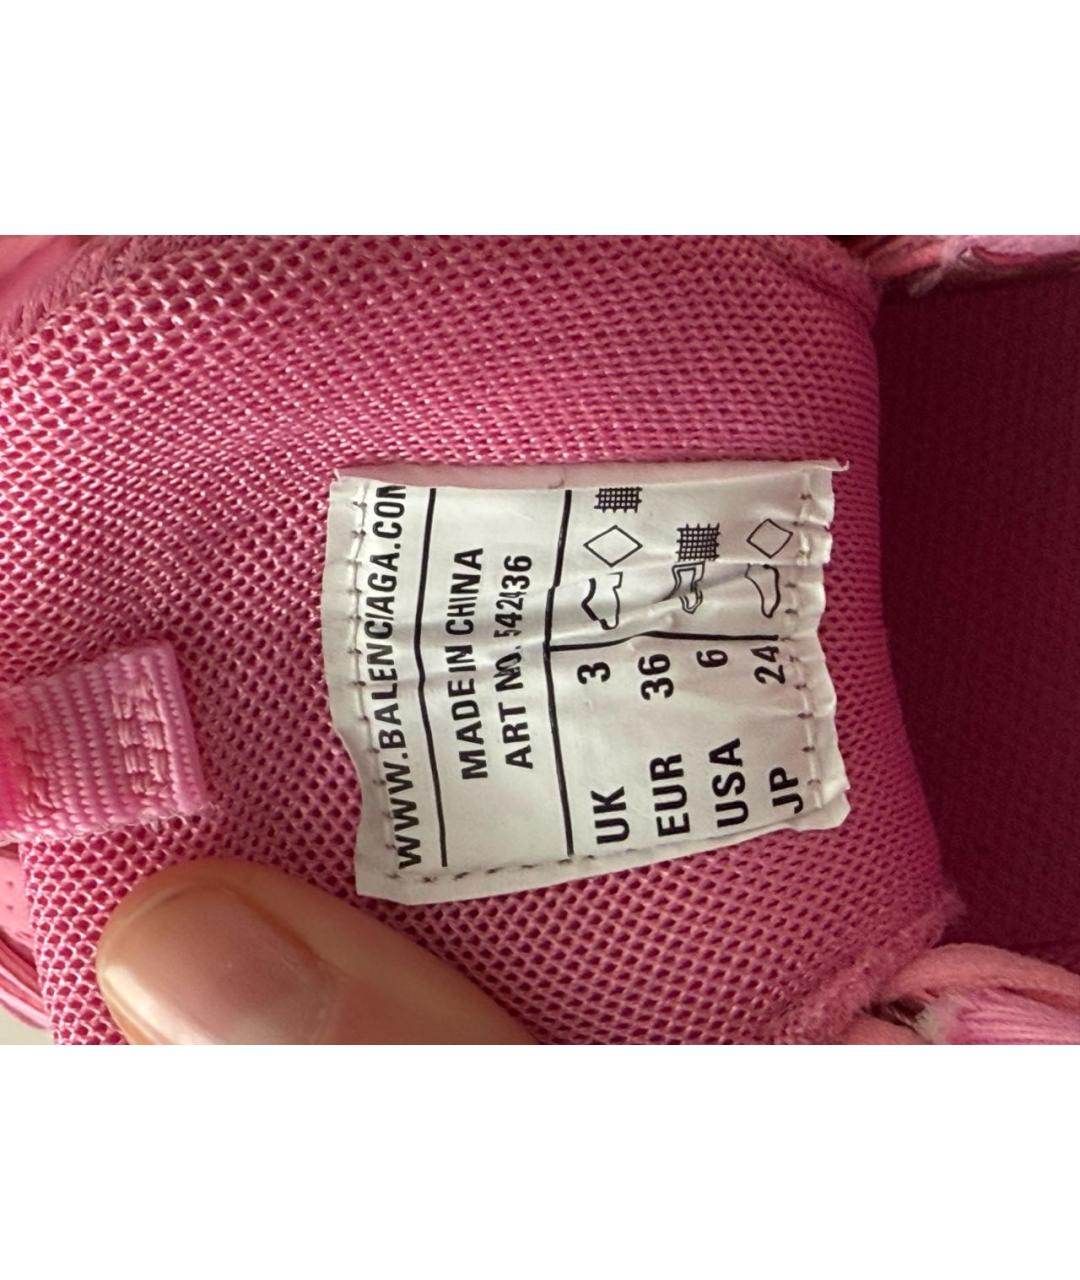 WWW.BALENCIAGA.COM
MADE IN CHINA
ART NO. 542436
UK 3
EUR 36
USA 6
JP 24